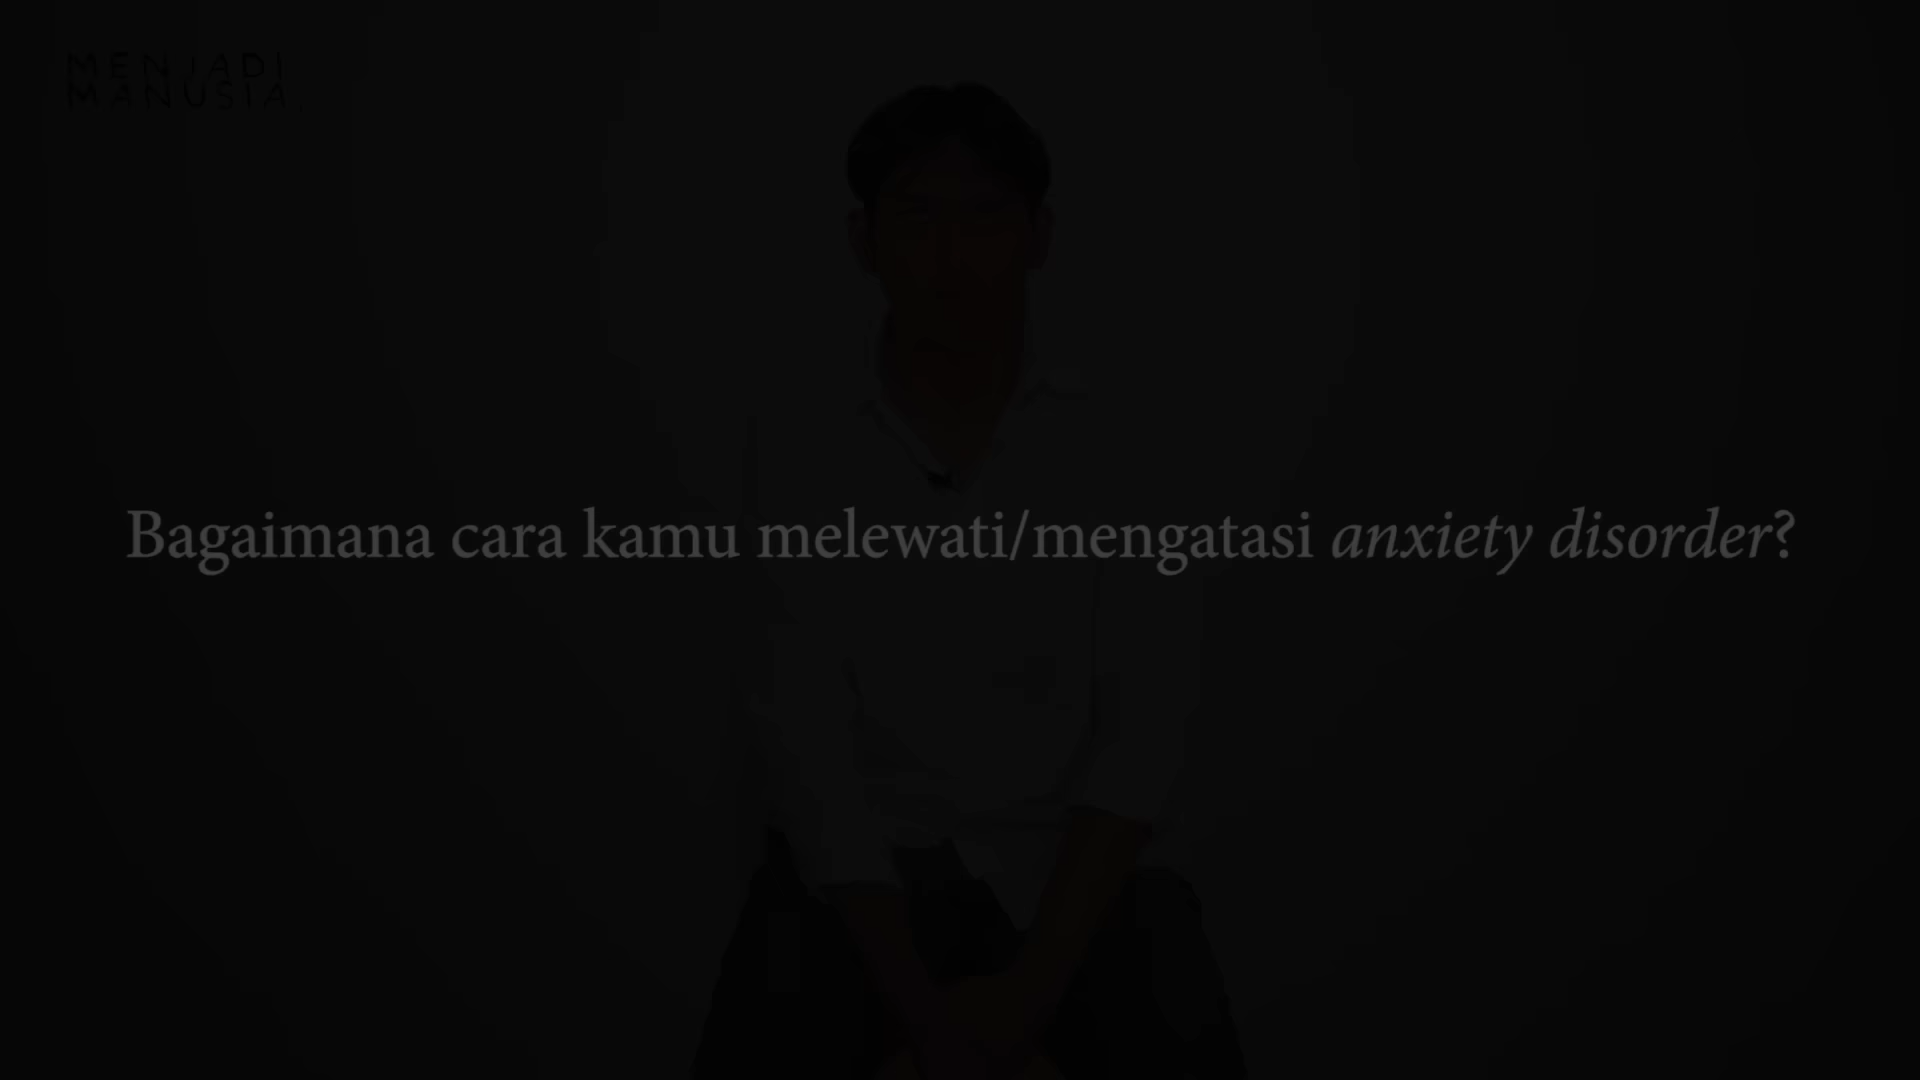 MENJADI
MANUSIA.
Bagaimana cara kamu melewati/mengatasi anxiety disorder?